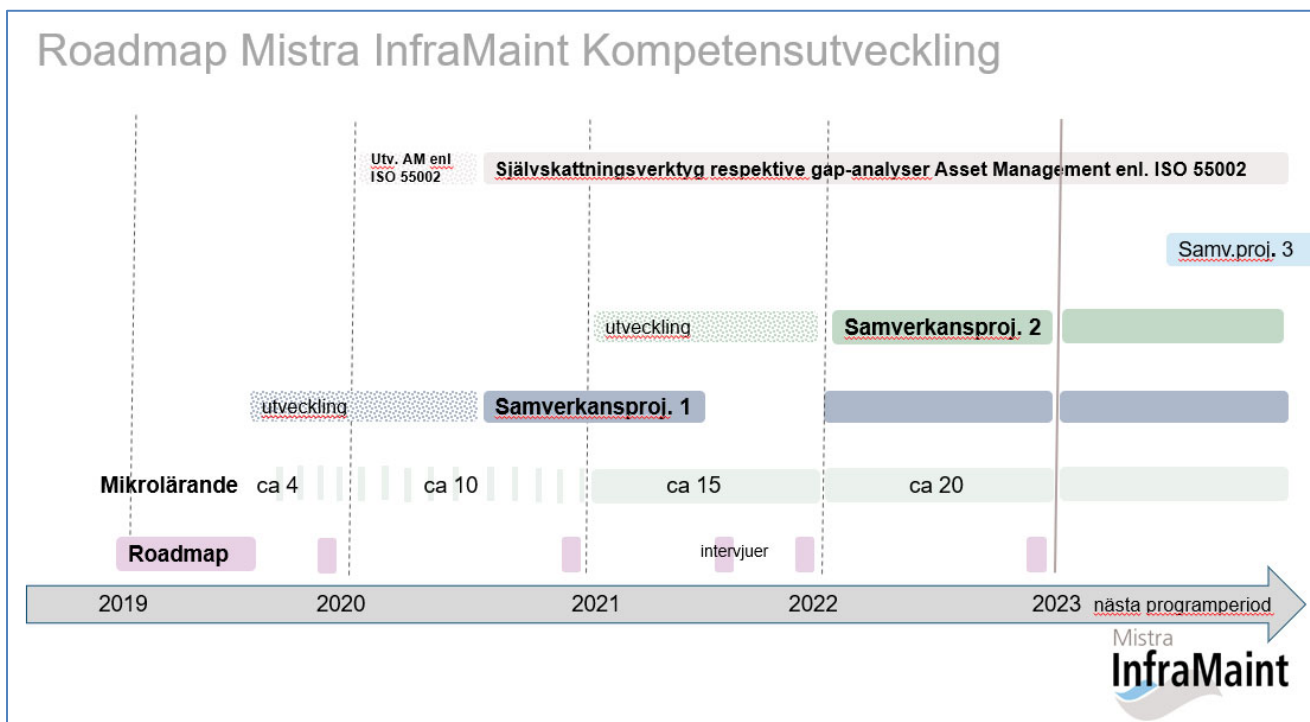 Roadmap Mistra InfraMaint Kompetensutveckling
Utv. AM enl
ISO 55002
Självskattningsverktyg respektive gap-analyser Asset Management enl. ISO 55002
Samv.proj. 3
utveckling
Samverkansproj. 2
utveckling
Samverkansproj. 1
Mikrolärande ca 4 ca 10 ca 15 ca 20
Roadmap
intervjuer
2019 2020 2021 2022 2023 nästa programperiod
Mistra
InfraMaint